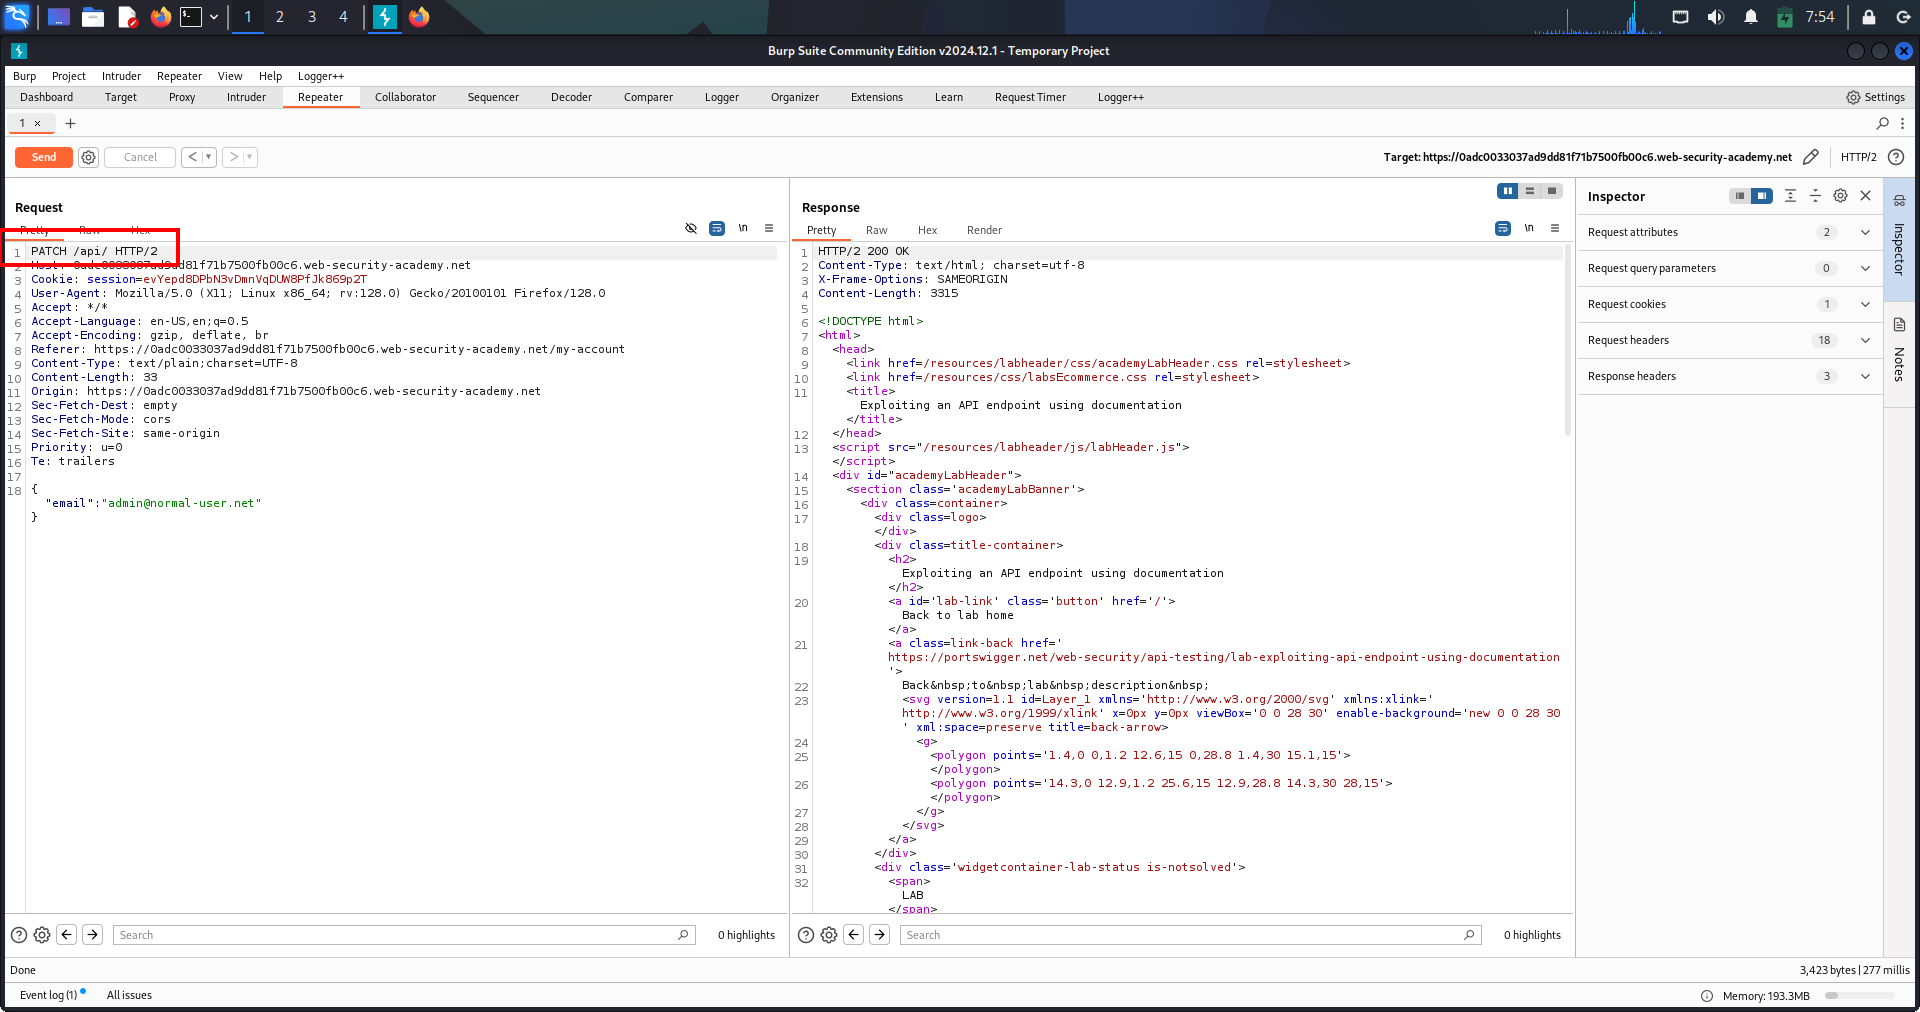 1
2
3
4
7:54
Burp Suite Community Edition v2024.12.1 - Temporary Project
Burp Project Intruder Repeater View Help Logger++
Dashboard Target Proxy Intruder Repeater Collaborator Sequencer Decoder Comparer Logger Organizer Extensions Learn Request Timer Logger++ Settings
1 × +
Send Cancel < > Target: https://0adc0033037ad9dd81f71b7500fb00c6.web-security-academy.net HTTP/2
Request
Pretty Raw Hex \n
1 PATCH /api/ HTTP/2
2 Host: 0adc0033037ad9dd81f71b7500fb00c6.web-security-academy.net
3 Cookie: session=evYepd8DPbN3vDmnVqDUW8PfJk869p2T
4 User-Agent: Mozilla/5.0 (X11; Linux x86_64; rv:128.0) Gecko/20100101 Firefox/128.0
5 Accept: */*
6 Accept-Language: en-US,en;q=0.5
7 Accept-Encoding: gzip, deflate, br
8 Referer: https://0adc0033037ad9dd81f71b7500fb00c6.web-security-academy.net/my-account
9 Content-Type: text/plain;charset=UTF-8
10 Content-Length: 33
11 Origin: https://0adc0033037ad9dd81f71b7500fb00c6.web-security-academy.net
12 Sec-Fetch-Dest: empty
13 Sec-Fetch-Mode: cors
14 Sec-Fetch-Site: same-origin
15 Priority: u=0
16 Te: trailers
17
18 {
"email":"admin@normal-user.net"
}
Search 0 highlights
Response
Pretty Raw Hex Render \n
1 HTTP/2 200 OK
2 Content-Type: text/html; charset=utf-8
3 X-Frame-Options: SAMEORIGIN
4 Content-Length: 3315
5
6 <!DOCTYPE html>
7 <html>
8 <head>
9 <link href=/resources/labheader/css/academyLabHeader.css rel=stylesheet>
10 <link href=/resources/css/labsEcommerce.css rel=stylesheet>
11 <title>
Exploiting an API endpoint using documentation
</title>
12 </head>
13 <script src="/resources/labheader/js/labHeader.js">
</script>
14 <div id="academyLabHeader">
15 <section class='academyLabBanner'>
16 <div class=container>
17 <div class=logo>
</div>
18 <div class=title-container>
19 <h2>
Exploiting an API endpoint using documentation
</h2>
20 <a id='lab-link' class='button' href='/'>
Back to lab home
</a>
21 <a class=link-back href='
https://portswigger.net/web-security/api-testing/lab-exploiting-api-endpoint-using-documentation
'>
22 Back&nbsp;to&nbsp;lab&nbsp;description&nbsp;
23 <svg version=1.1 id=Layer_1 xmlns='http://www.w3.org/2000/svg' xmlns:xlink='
http://www.w3.org/1999/xlink' x=0px y=0px viewBox='0 0 28 30' enable-background='new 0 0 28 30
' xml:space=preserve title=back-arrow>
24 <g>
25 <polygon points='1.4,0 0,1.2 12.6,15 0,28.8 1.4,30 15.1,15'>
</polygon>
26 <polygon points='14.3,0 12.9,1.2 25.6,15 12.9,28.8 14.3,30 28,15'>
</polygon>
27 </g>
28 </svg>
29 </a>
30 </div>
31 <div class='widgetcontainer-lab-status is-notsolved'>
32 <span>
LAB
</span>
Search 0 highlights
Inspector
Request attributes 2
Request query parameters 0
Request cookies 1
Request headers 18
Response headers 3
Inspector
Notes
Done 3,423 bytes | 277 millis
Event log (1) All issues Memory: 193.3MB